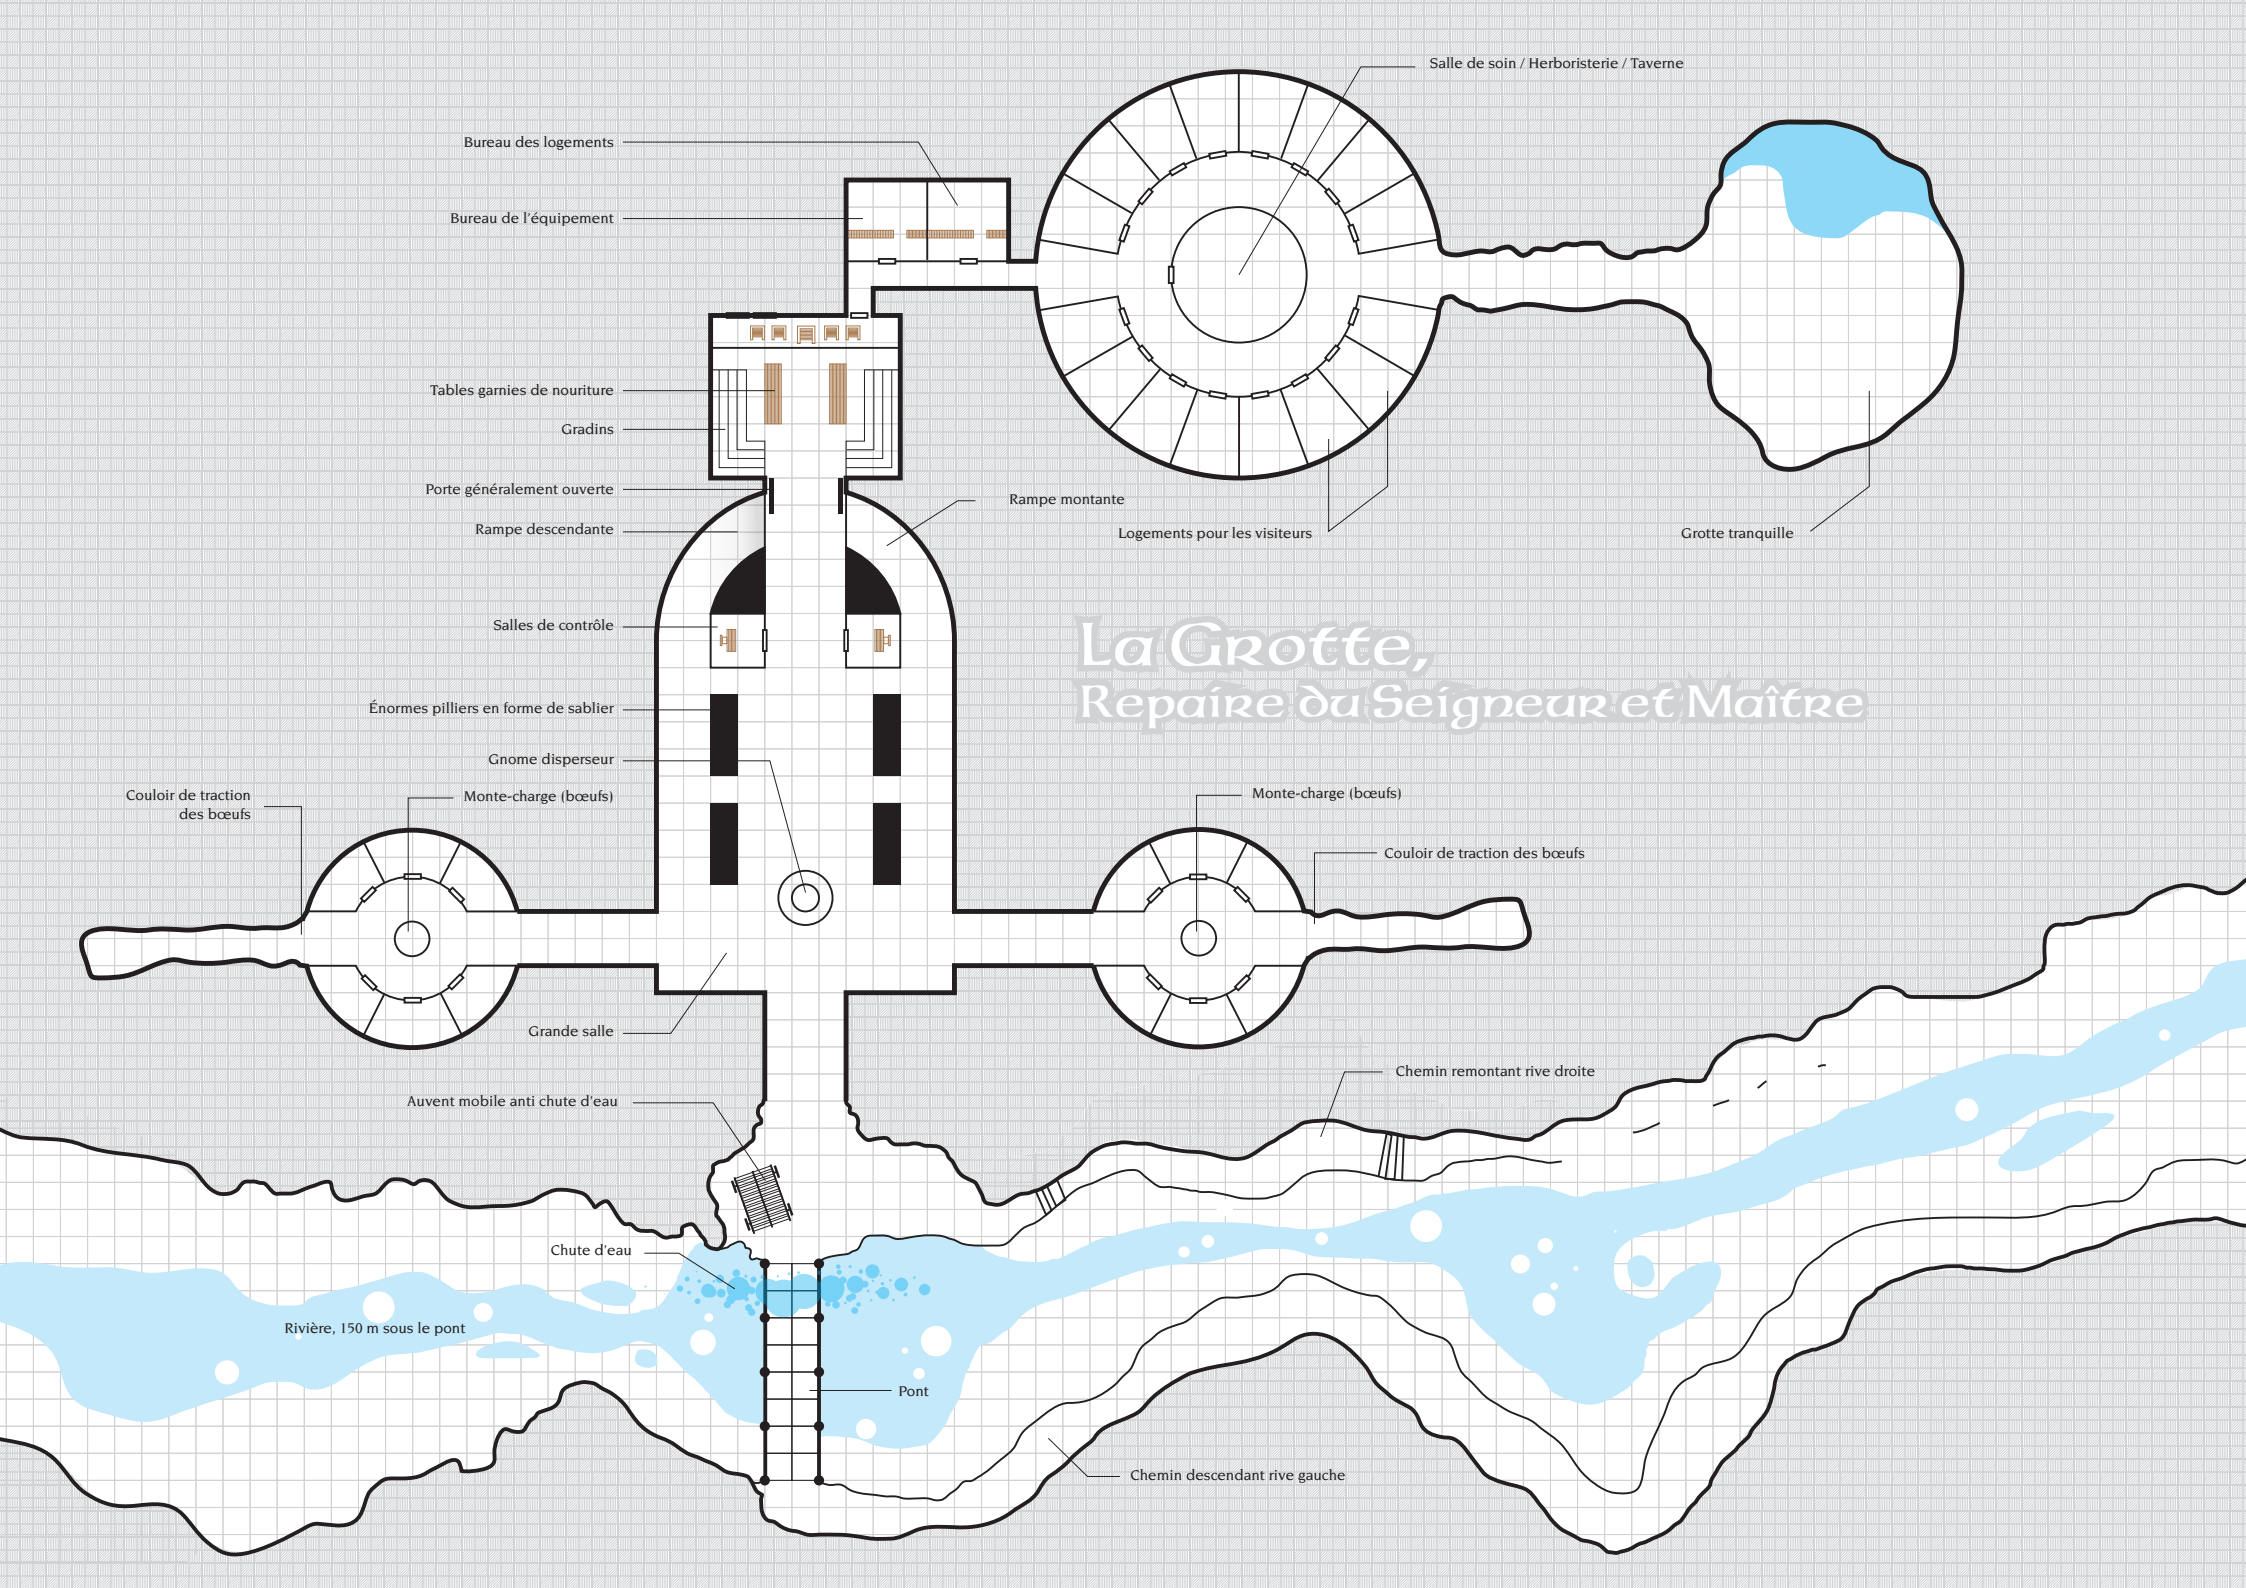 Salle de soin / Herboristerie / Taverne
Bureau des logements
Bureau de l'équipement
Tables garnies de nouriture
Gradins
Porte généralement ouverte
Rampe montante
Rampe descendante
Logements pour les visiteurs
Grotte tranquille
Salles de contrôle
La Grotte,
Repaire du Seigneur et Maître
Énormes pilliers en forme de sablier
Gnome disperseur
Couloir de traction
des bœufs
Monte-charge (bœufs)
Monte-charge (bœufs)
Couloir de traction des bœufs
Grande salle
Chemin remontant rive droite
Auvent mobile anti chute d'eau
Chute d'eau
Rivière, 150 m sous le pont
Pont
Chemin descendant rive gauche